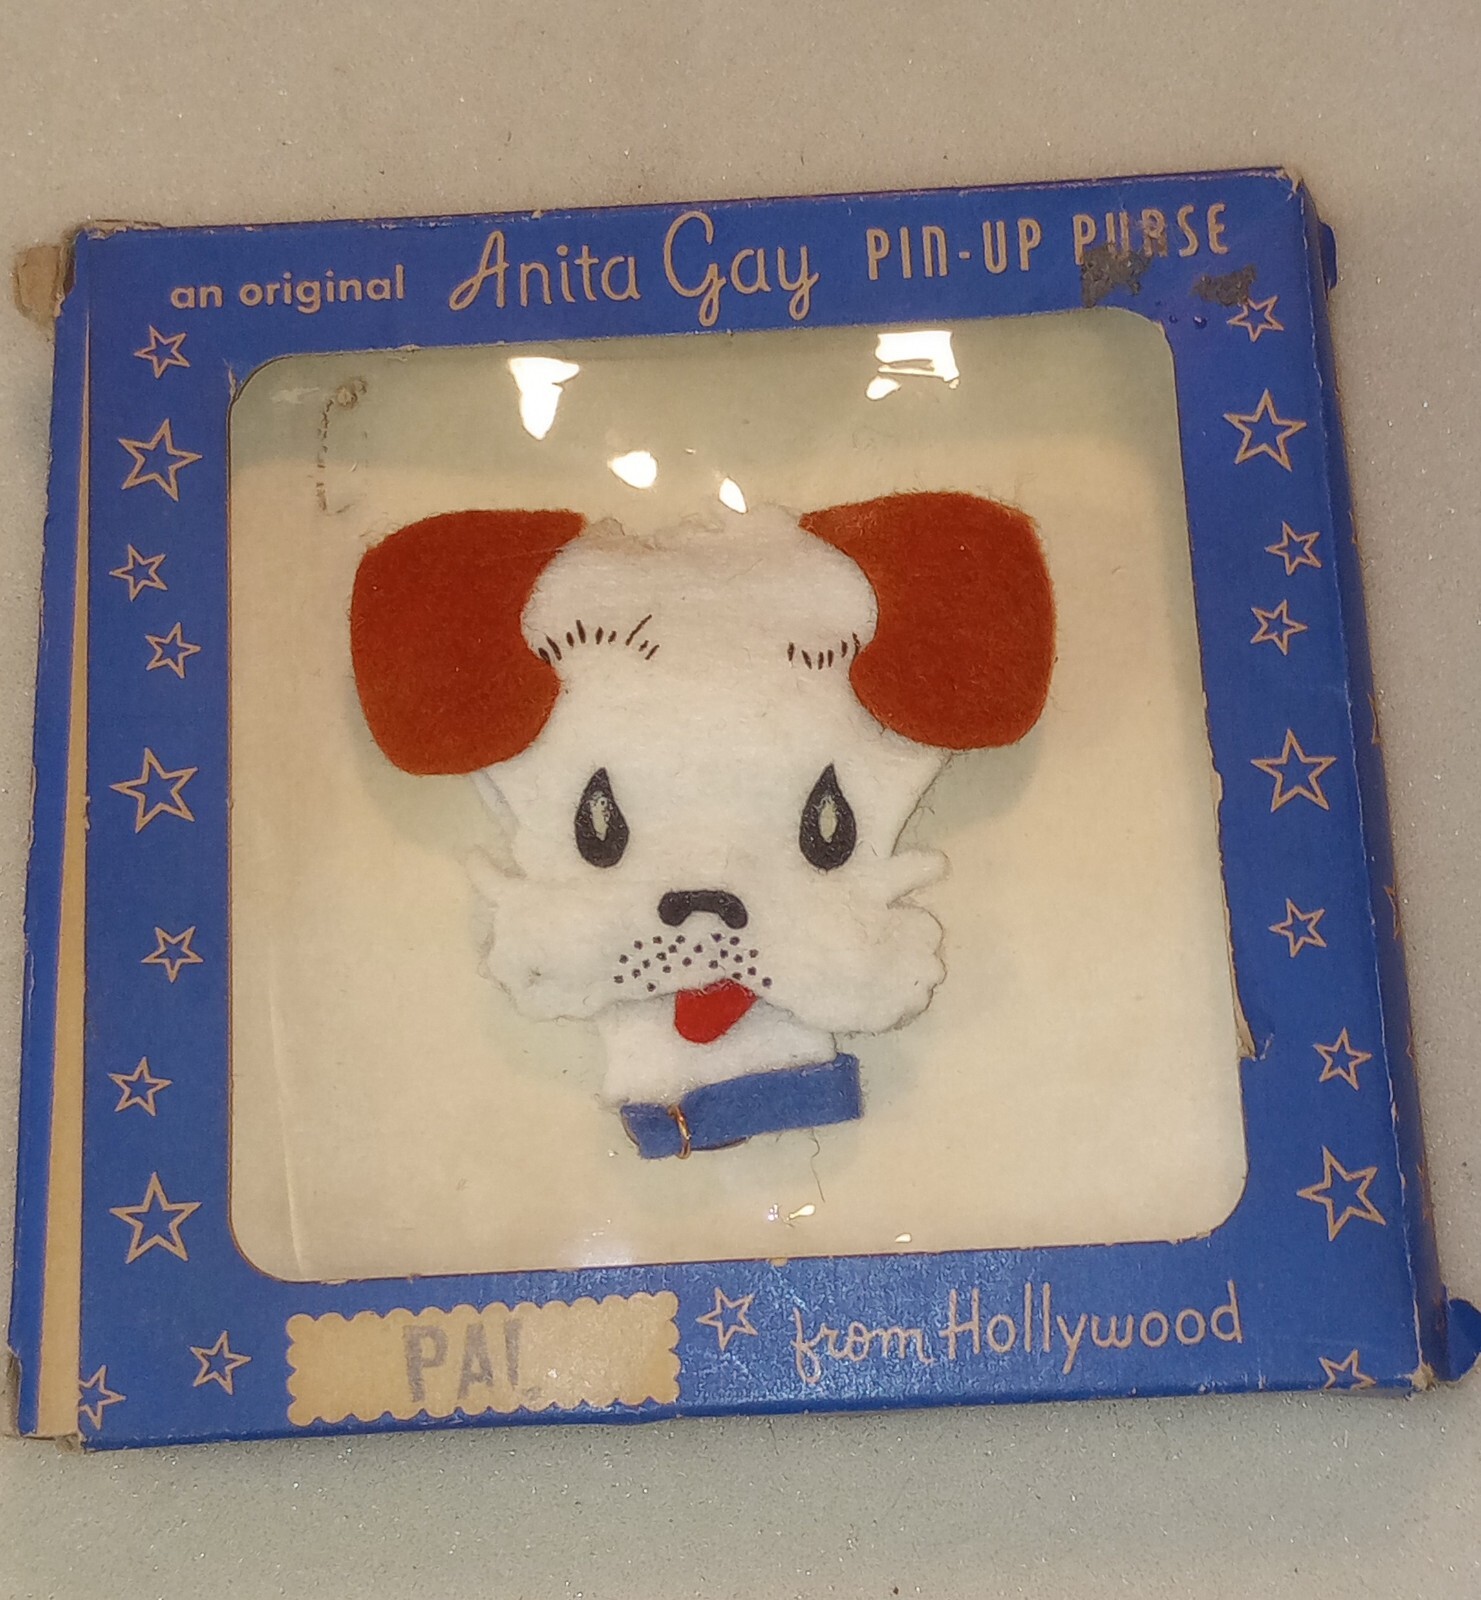 an original Anita Gay PIN-UP PURSE
PAL
from Hollywood